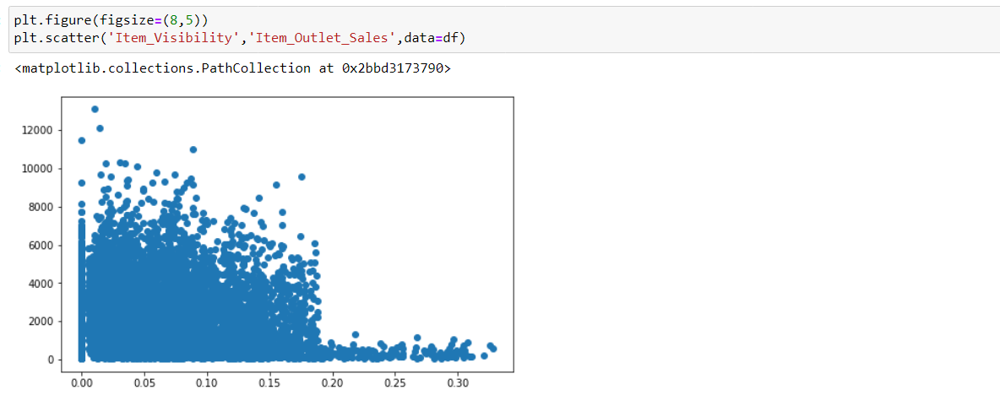 plt.figure(figsize=(8,5))
plt.scatter('Item_Visibility','Item_Outlet_Sales',data=df)
<matplotlib.collections.PathCollection at 0x2bbd3173790>
12000
10000
8000
6000
4000
2000
0
0.00 0.05 0.10 0.15 0.20 0.25 0.30